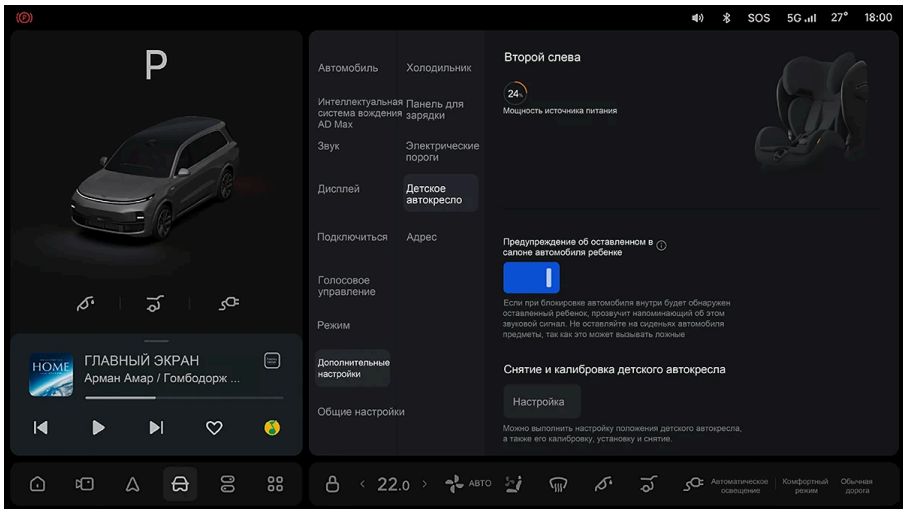 SOS
5G
27°
18:00
P
ГЛАВНЫЙ ЭКРАН
Арман Амар / Гомбодорж ...
HOME
Автомобиль
Интеллектуальная
система вождения
AD Max
Звук
Дисплей
Подключиться
Голосовое
управление
Режим
Дополнительные
настройки
Общие настройки
Холодильник
Панель для
зарядки
Электрические
пороги
Детское
автокресло
Адрес
Второй слева
24%
Мощность источника питания
Предупреждение об оставленном в
салоне автомобиля ребенке
Если при блокировке автомобиля внутри будет обнаружен
оставленный ребенок, прозвучит напоминающий об этом
звуковой сигнал. Не оставляйте на сиденьях автомобиля
предметы, так как это может вызывать ложные
Снятие и калибровка детского автокресла
Настройка
Можно выполнить настройку положения детского автокресла,
а также его калибровку, установку и снятие.
22.0
АВТО
Автоматическое
освещение
Комфортный
режим
Обычная
дорога